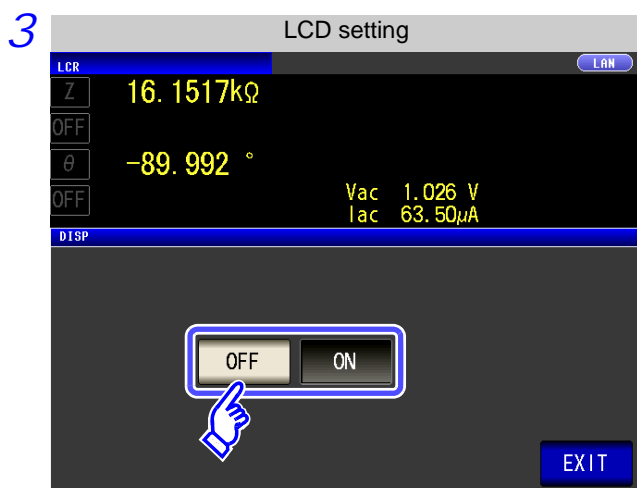 3 LCD setting
LCR LAN
Z 16.1517kΩ
OFF
θ -89.992 °
OFF Vac 1.026 V
Iac 63.50μA
DISP
OFF ON
EXIT